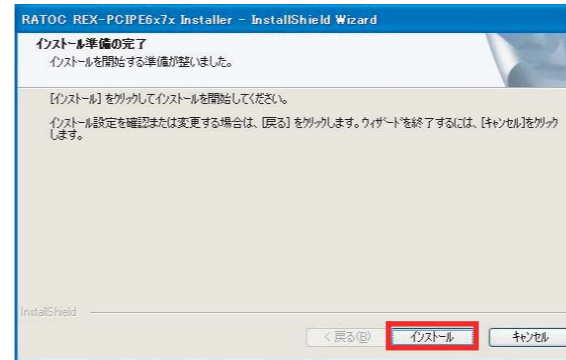 RATOC REX-PCIPE6x7x Installer - InstallShield Wizard
インストール準備の完了
インストールを開始する準備が整いました。
[インストール] をクリックしてインストールを開始してください。
インストール設定を確認または変更する場合は、[戻る] をクリックします。ウィザードを終了するには、[キャンセル]をクリック
します。
InstallShield
< 戻る(B)
インストール
キャンセル